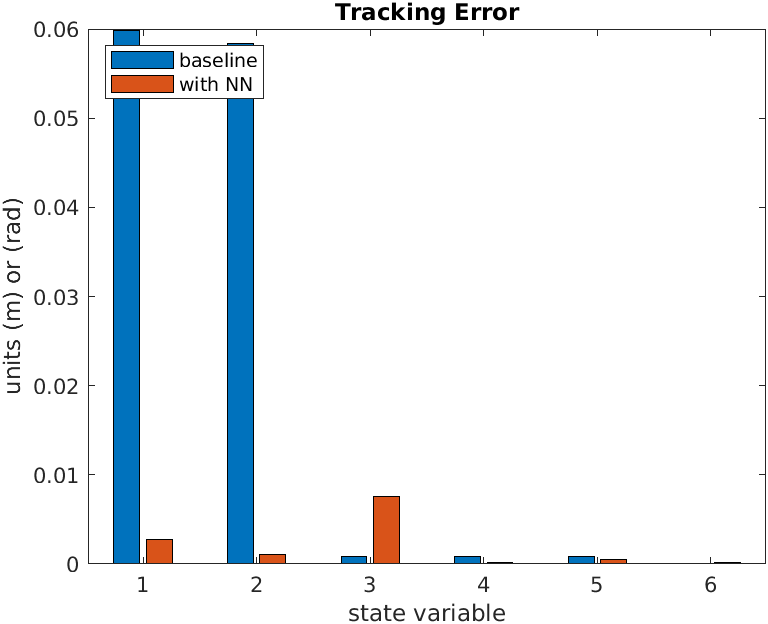 Tracking Error
baseline
with NN
units (m) or (rad)
0.06
0.05
0.04
0.03
0.02
0.01
0
1 2 3 4 5 6
state variable